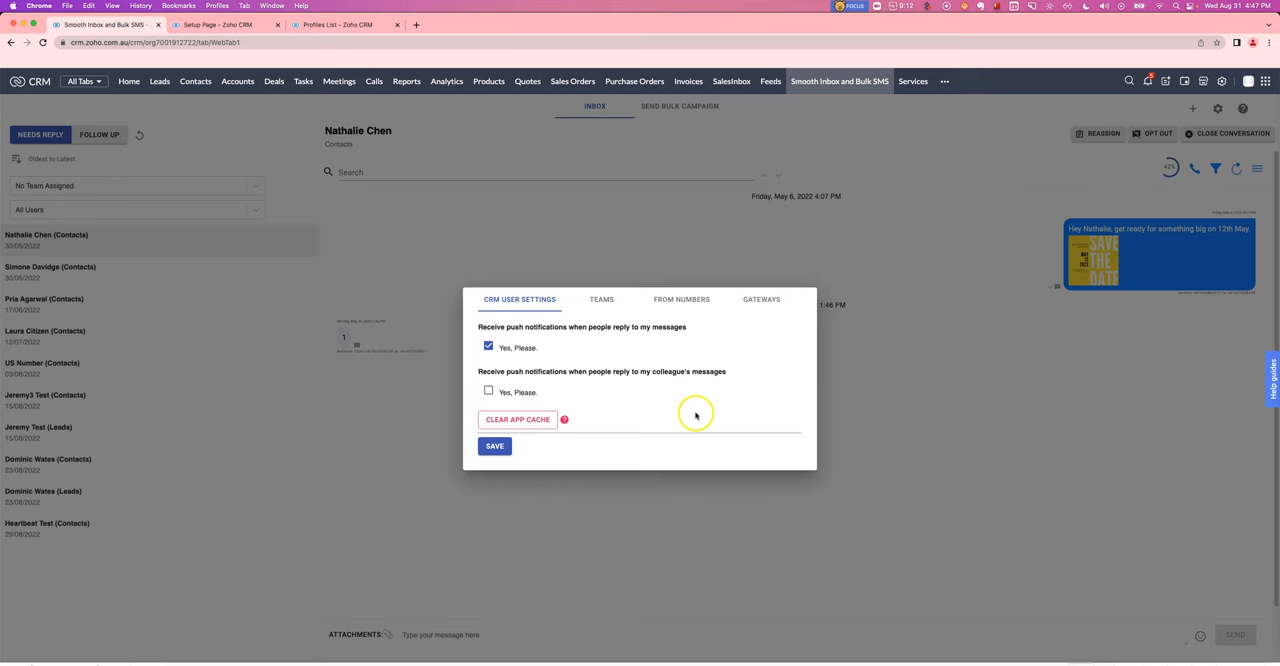 Chrome File Edit View History Bookmarks Profiles Tab Window Help
FOCUS 9:12 Wed Aug 31 4:47 PM
Smooth Inbox and Bulk SMS - Setup Page - Zoho CRM Profiles List - Zoho CRM
crm.zoho.com.au/crm/org7001912722/tab/WebTab1
CRM All Tabs Home Leads Contacts Accounts Deals Tasks Meetings Calls Reports Analytics Products Quotes Sales Orders Purchase Orders Invoices SalesInbox Feeds Smooth Inbox and Bulk SMS Services ••• 5
INBOX SEND BULK CAMPAIGN
NEEDS REPLY FOLLOW UP
Oldest to Latest
No Team Assigned
All Users
Nathalie Chen (Contacts)
30/06/2022
Simone Davidge (Contacts)
30/06/2022
Pria Agarwal (Contacts)
17/06/2022
Laura Citizen (Contacts)
12/07/2022
US Number (Contacts)
15/08/2022
Jeremy3 Test (Contacts)
15/08/2022
Jeremy Test (Leads)
15/08/2022
Dominic Wates (Contacts)
23/08/2022
Dominic Wates (Leads)
23/08/2022
Heartbeat Test (Contacts)
29/08/2022
Nathalie Chen
Contacts
REASSIGN OPT OUT CLOSE CONVERSATION
Search
42%
Friday, May 6, 2022 4:07 PM
Hey Nathalie, get ready for something big on 12th May.
SAVE
THE
DATE
MAY
12
2022
1:46 PM
1
CRM USER SETTINGS TEAMS FROM NUMBERS GATEWAYS
Receive push notifications when people reply to my messages
Yes, Please.
Receive push notifications when people reply to my colleague's messages
Yes, Please.
CLEAR APP CACHE ?
SAVE
Help guides
ATTACHMENTS: Type your message here
SEND